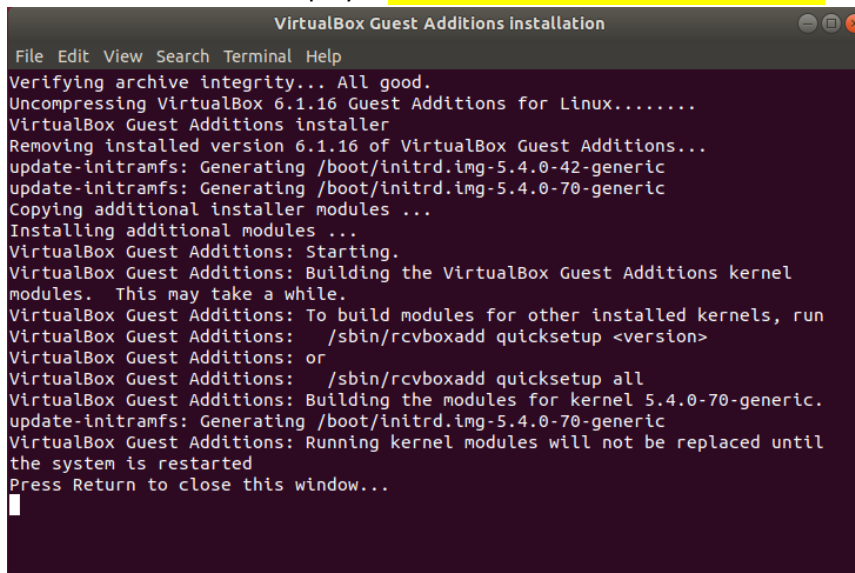 VirtualBox Guest Additions installation
File Edit View Search Terminal Help
Verifying archive integrity... All good.
Uncompressing VirtualBox 6.1.16 Guest Additions for Linux........
VirtualBox Guest Additions installer
Removing installed version 6.1.16 of VirtualBox Guest Additions...
update-initramfs: Generating /boot/initrd.img-5.4.0-42-generic
update-initramfs: Generating /boot/initrd.img-5.4.0-70-generic
Copying additional installer modules ...
Installing additional modules ...
VirtualBox Guest Additions: Starting.
VirtualBox Guest Additions: Building the VirtualBox Guest Additions kernel
modules.  This may take a while.
VirtualBox Guest Additions: To build modules for other installed kernels, run
VirtualBox Guest Additions:   /sbin/rcvboxadd quicksetup <version>
VirtualBox Guest Additions: or
VirtualBox Guest Additions:   /sbin/rcvboxadd quicksetup all
VirtualBox Guest Additions: Building the modules for kernel 5.4.0-70-generic.
update-initramfs: Generating /boot/initrd.img-5.4.0-70-generic
VirtualBox Guest Additions: Running kernel modules will not be replaced until
the system is restarted
Press Return to close this window...